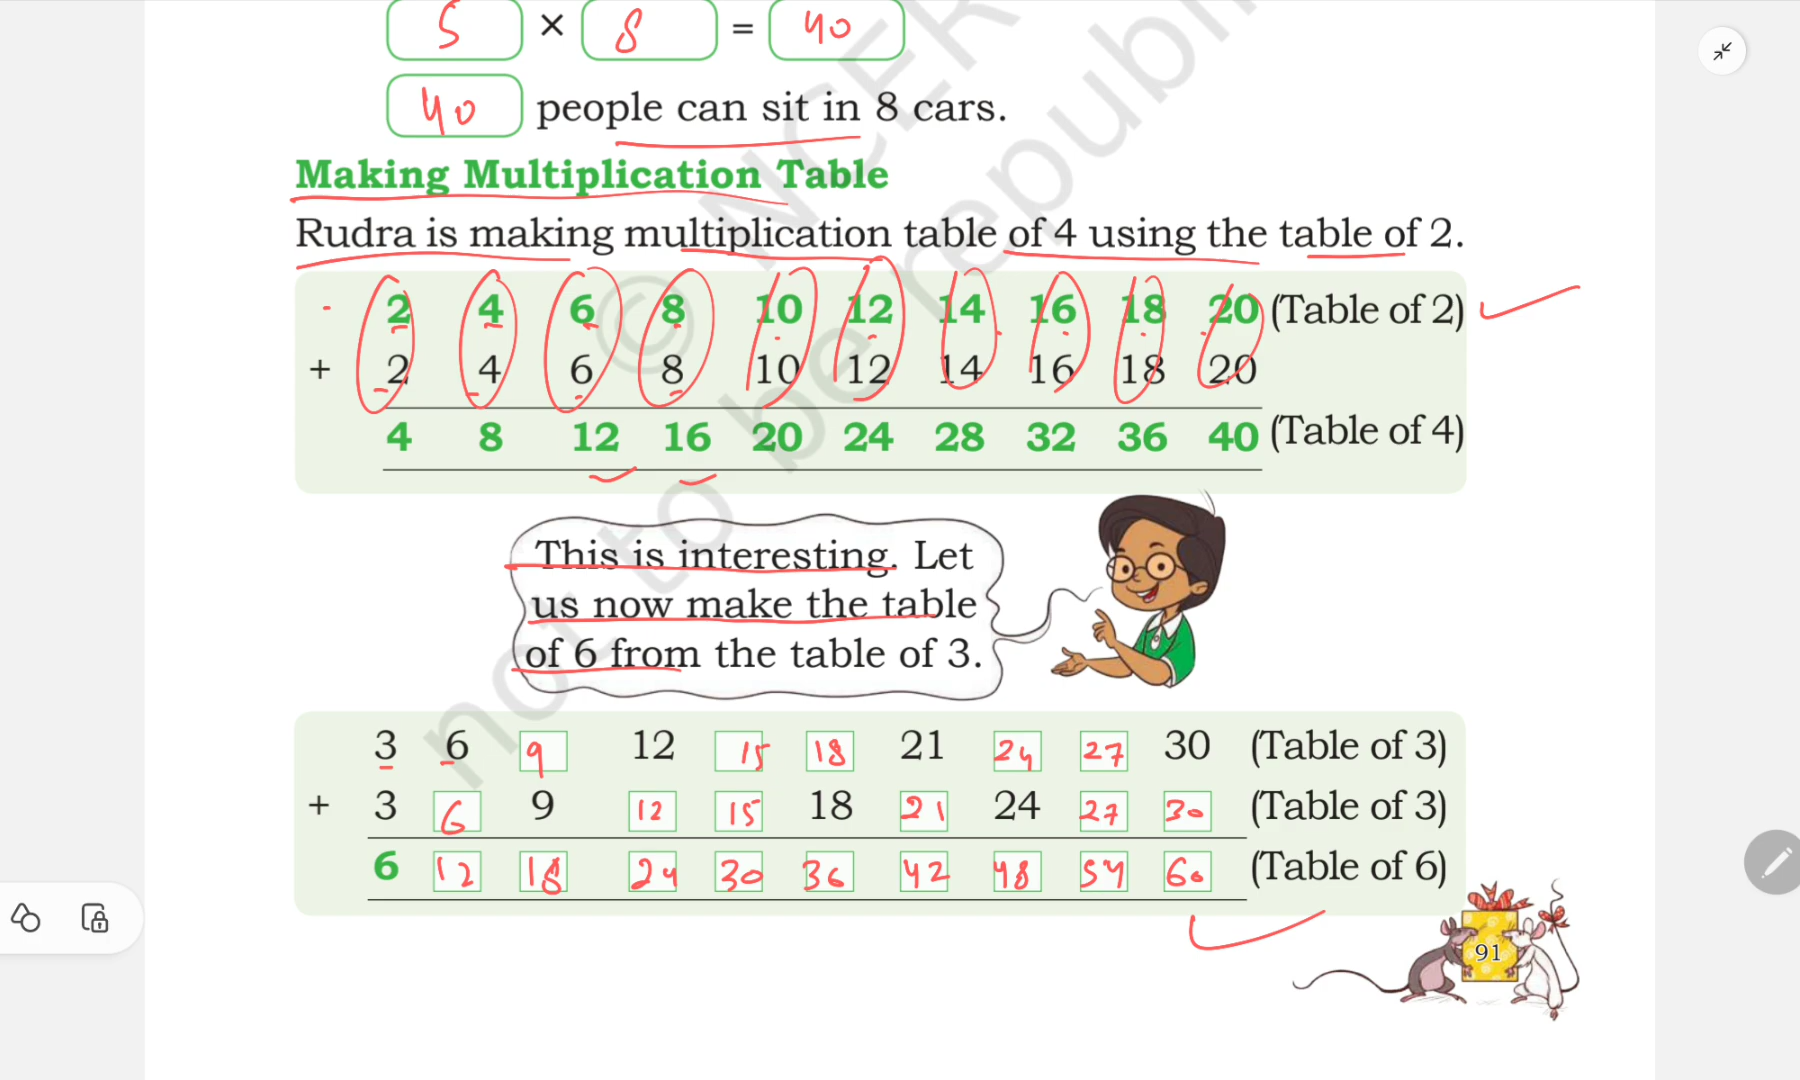 5 × 8 = 40
40 people can sit in 8 cars.
Making Multiplication Table
Rudra is making multiplication table of 4 using the table of 2.
2 4 6 8 10 12 14 16 18 20 (Table of 2)
+ 2 4 6 8 10 12 14 16 18 20
4 8 12 16 20 24 28 32 36 40 (Table of 4)
This is interesting. Let
us now make the table
of 6 from the table of 3.
3 6 9 12 15 18 21 24 27 30 (Table of 3)
+ 3 6 9 12 15 18 21 24 27 30 (Table of 3)
6 12 18 24 30 36 42 48 54 60 (Table of 6)
91
© NCER
not to be republi